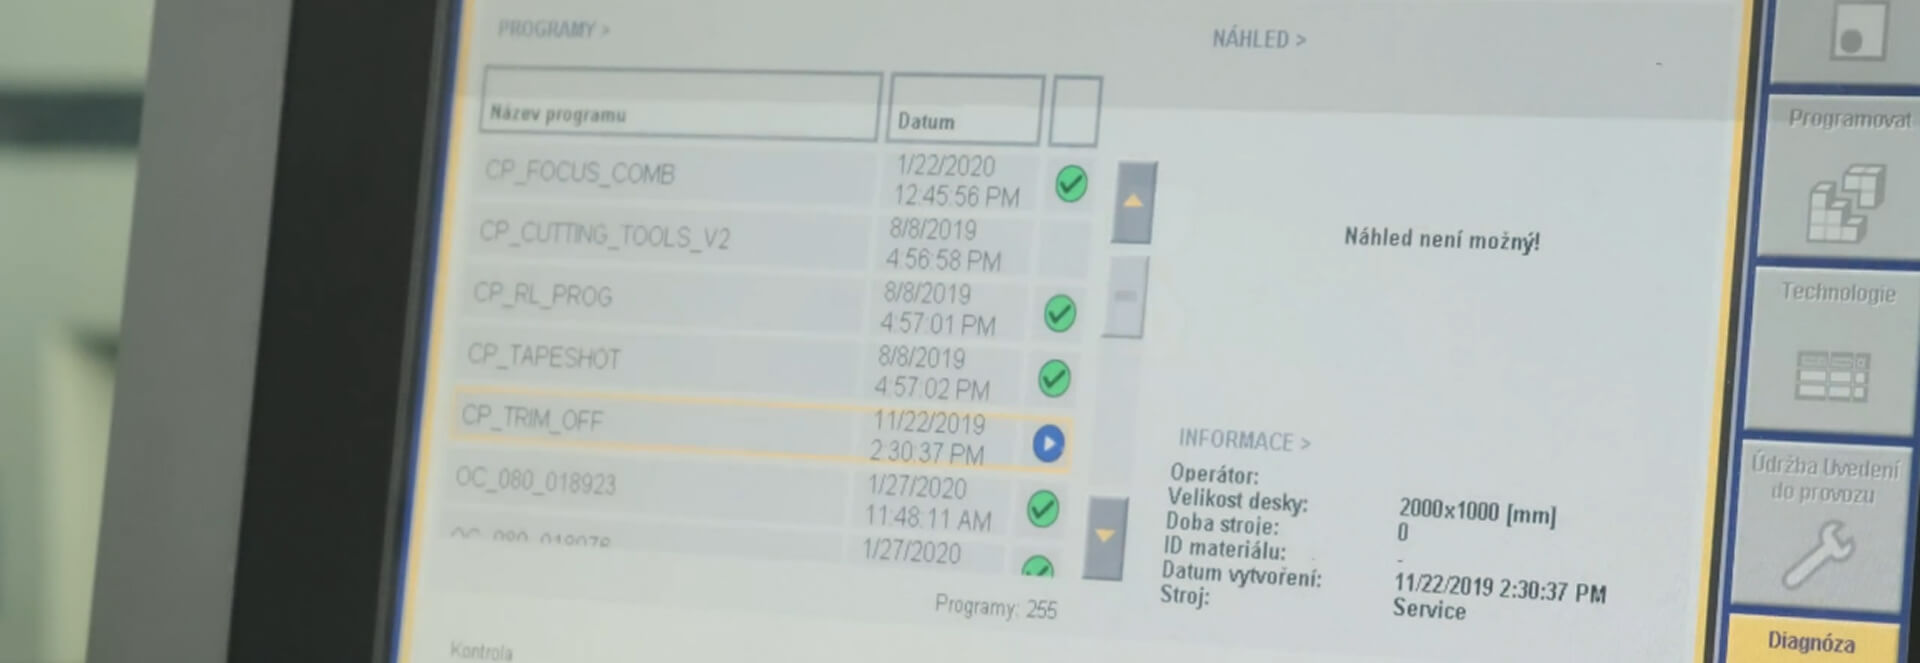 PROGRAMY >
Název programu
Datum
CP_FOCUS_COMB
1/22/2020
12:45:56 PM
CP_CUTTING_TOOLS_V2
8/8/2019
4:56:58 PM
CP_RL_PROG
8/8/2019
4:57:01 PM
CP_TAPESHOT
8/8/2019
4:57:02 PM
CP_TRIM_OFF
11/22/2019
2:30:37 PM
OC_080_018923
1/27/2020
11:48:11 AM
1/27/2020
Programy: 255
Kontrola
NÁHLED >
Náhled není možný!
INFORMACE >
Operátor:
Velikost desky: 2000x1000 [mm]
Doba stroje: 0
ID materiálu: -
Datum vytvoření: 11/22/2019 2:30:37 PM
Stroj: Service
Programovat
Technologie
Údržba Uvedení
do provozu
Diagnóza